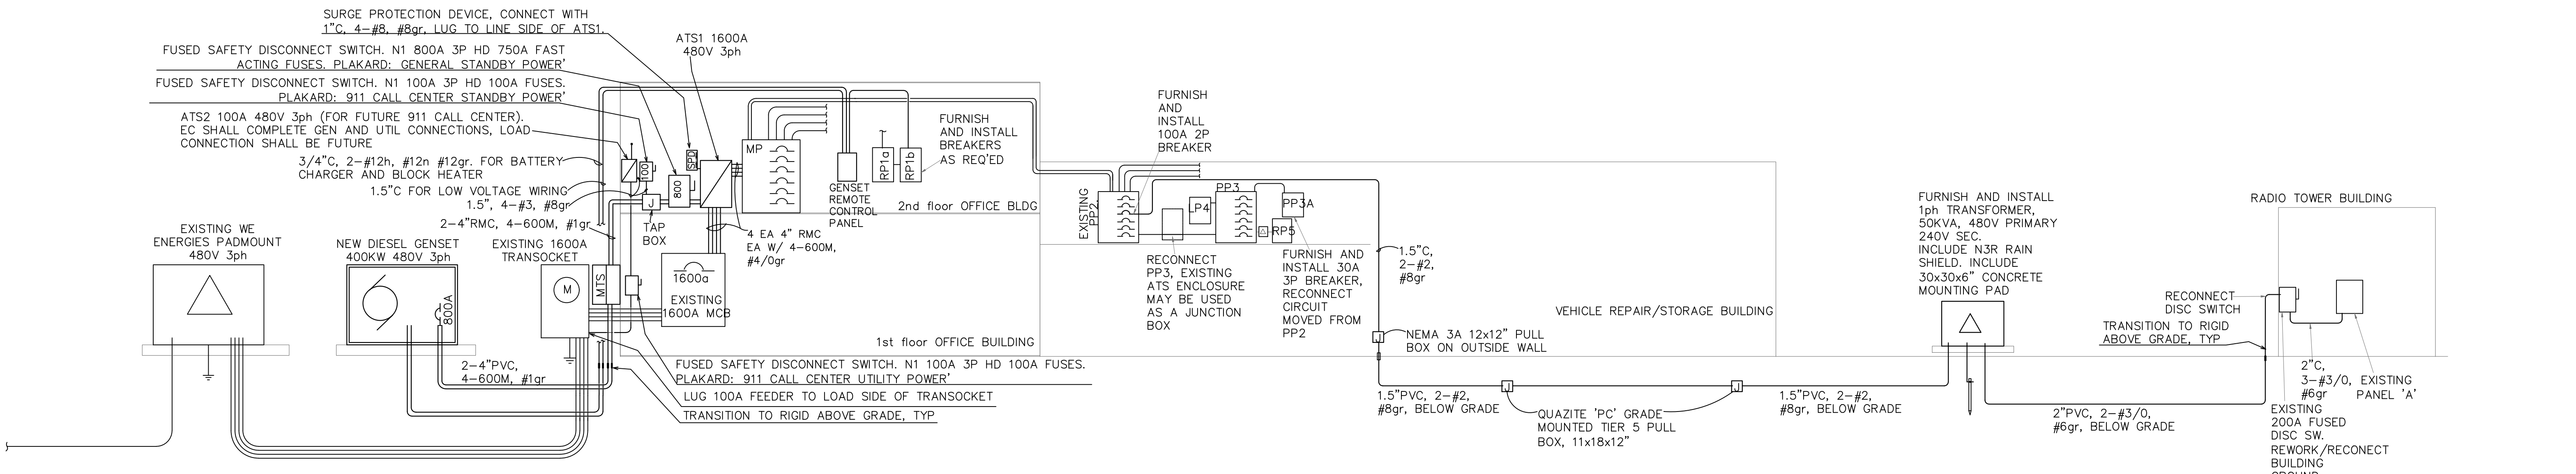 SURGE PROTECTION DEVICE, CONNECT WITH
1"C, 4-#8, #8gr, LUG TO LINE SIDE OF ATS1.
FUSED SAFETY DISCONNECT SWITCH. N1 800A 3P HD 750A FAST
ACTING FUSES. PLAKARD: GENERAL STANDBY POWER'
FUSED SAFETY DISCONNECT SWITCH. N1 100A 3P HD 100A FUSES.
PLAKARD: 911 CALL CENTER STANDBY POWER'
ATS2 100A 480V 3ph (FOR FUTURE 911 CALL CENTER).
EC SHALL COMPLETE GEN AND UTIL CONNECTIONS, LOAD
CONNECTION SHALL BE FUTURE
3/4"C, 2-#12h, #12n #12gr. FOR BATTERY
CHARGER AND BLOCK HEATER
1.5"C FOR LOW VOLTAGE WIRING
1.5", 4-#3, #8gr
2-4"RMC, 4-600M, #1gr
EXISTING WE
ENERGIES PADMOUNT
480V 3ph
NEW DIESEL GENSET
400KW 480V 3ph
800A
EXISTING 1600A
TRANSOCKET
M
MTS
2-4"PVC,
4-600M, #1gr
ATS1 1600A
480V 3ph
100
SPD
800
J
TAP
BOX
MP
GENSET
REMOTE
CONTROL
PANEL
RP1a
RP1b
FURNISH
AND INSTALL
BREAKERS
AS REQ'ED
2nd floor OFFICE BLDG
4 EA 4" RMC
EA W/ 4-600M,
#4/0gr
1600a
EXISTING
1600A MCB
1st floor OFFICE BUILDING
FUSED SAFETY DISCONNECT SWITCH. N1 100A 3P HD 100A FUSES.
PLAKARD: 911 CALL CENTER UTILITY POWER'
LUG 100A FEEDER TO LOAD SIDE OF TRANSOCKET
TRANSITION TO RIGID ABOVE GRADE, TYP
FURNISH
AND
INSTALL
100A 2P
BREAKER
EXISTING
PP2
LP4
PP3
PP3A
RP5
RECONNECT
PP3, EXISTING
ATS ENCLOSURE
MAY BE USED
AS A JUNCTION
BOX
FURNISH AND
INSTALL 30A
3P BREAKER,
RECONNECT
CIRCUIT
MOVED FROM
PP2
1.5"C,
2-#2,
#8gr
VEHICLE REPAIR/STORAGE BUILDING
J
NEMA 3A 12x12" PULL
BOX ON OUTSIDE WALL
1.5"PVC, 2-#2,
#8gr, BELOW GRADE
J
QUAZITE 'PC' GRADE
MOUNTED TIER 5 PULL
BOX, 11x18x12"
J
1.5"PVC, 2-#2,
#8gr, BELOW GRADE
FURNISH AND INSTALL
1ph TRANSFORMER,
50KVA, 480V PRIMARY
240V SEC.
INCLUDE N3R RAIN
SHIELD. INCLUDE
30x30x6" CONCRETE
MOUNTING PAD
2"PVC, 2-#3/0,
#6gr, BELOW GRADE
RADIO TOWER BUILDING
RECONNECT
DISC SWITCH
TRANSITION TO RIGID
ABOVE GRADE, TYP
2"C,
3-#3/0,
#6gr
EXISTING
PANEL 'A'
EXISTING
200A FUSED
DISC SW.
REWORK/RECONECT
BUILDING